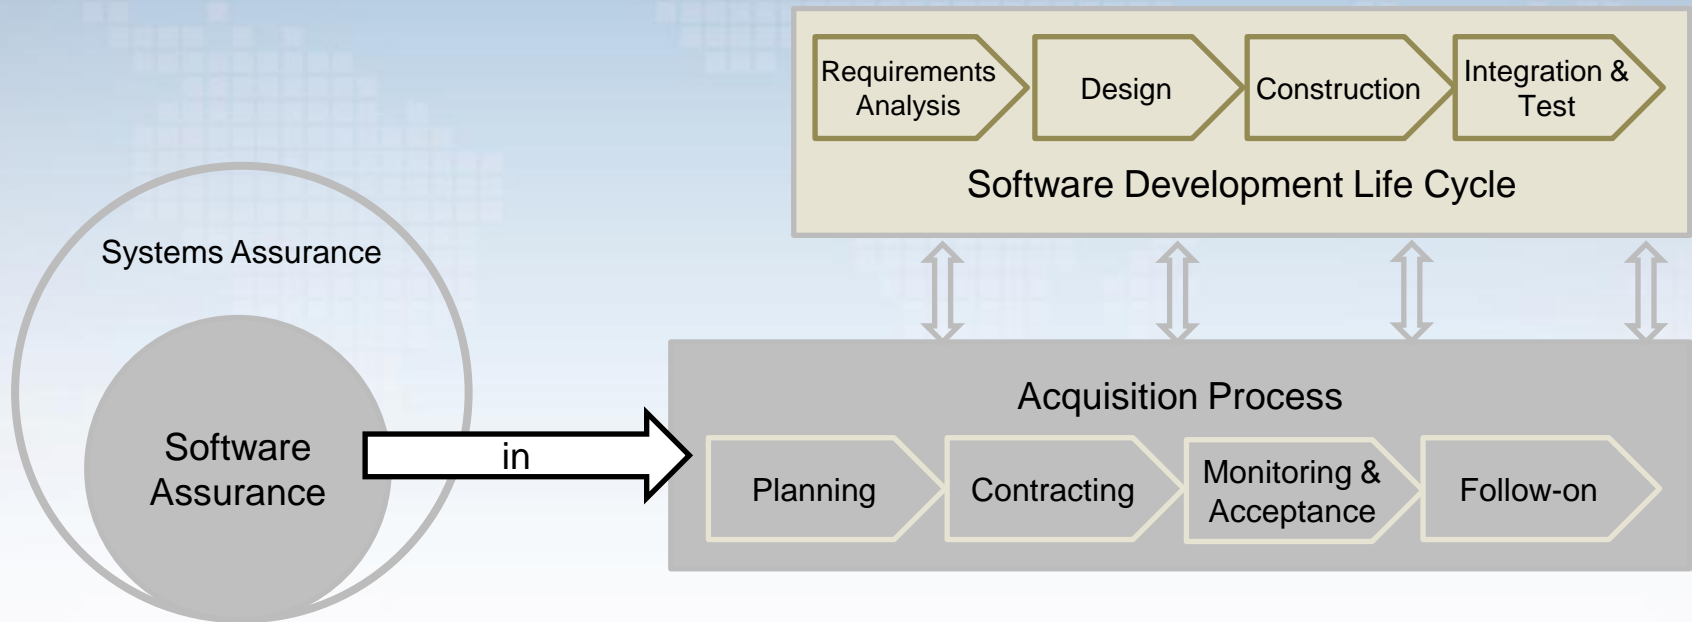 Requirements
Analysis
Design
Construction
Integration &
Test
Software Development Life Cycle
Systems Assurance
Software
Assurance
in
Acquisition Process
Planning
Contracting
Monitoring &
Acceptance
Follow-on